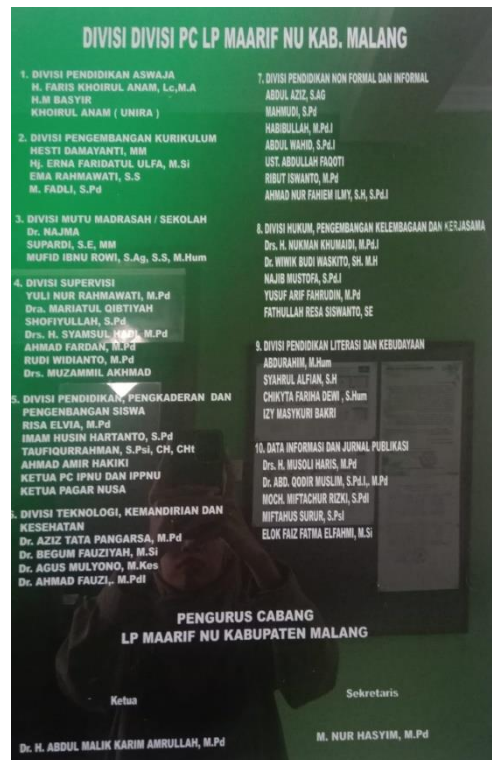 DIVISI DIVISI PC LP MAARIF NU KAB. MALANG
1. DIVISI PENDIDIKAN ASWAJA
H. FARIS KHOIRUL ANAM, Lc,M.A
H.M BASYIR
KHOIRUL ANAM ( UNIRA )
2. DIVISI PENGEMBANGAN KURIKULUM
HESTI DAMAYANTI, MM
Hj. ERNA FARIDATUL ULFA, M.Si
EMA RAHMAWATI, S.S
M. FADLI, S.Pd
3. DIVISI MUTU MADRASAH / SEKOLAH
Dr. NAJMA
SUPARDI, S.E, MM
MUFID IBNU ROWI, S.Ag, S.S, M.Hum
4. DIVISI SUPERVISI
YULI NUR RAHMAWATI, M.Pd
Dra. MARIATUL QIBTIYAH
SHOFIYULLAH, S.Pd
Drs. H. SYAMSUL HADI, M.Pd
AHMAD FARDAN, M.Pd
RUDI WIDIANTO, M.Pd
Drs. MUZAMMIL AKHMAD
5. DIVISI PENDIDIKAN, PENGKADERAN DAN
PENGENBANGAN SISWA
RISA ELVIA, M.Pd
IMAM HUSIN HARTANTO, S.Pd
TAUFIQURRAHMAN, S.Psi, CH, CHt
AHMAD AMIR HAKIKI
KETUA PC IPNU DAN IPPNU
KETUA PAGAR NUSA
. DIVISI TEKNOLOGI, KEMANDIRIAN DAN
KESEHATAN
Dr. AZIZ TATA PANGARSA, M.Pd
Dr. BEGUM FAUZIYAH, M.Si
Dr. AGUS MULYONO, M.Kes
Dr. AHMAD FAUZI,. M.PdI
7. DIVISI PENDIDIKAN NON FORMAL DAN INFORMAL
ABDUL AZIZ, S.AG
MAHMUDI, S.Pd
HABIBULLAH, M.Pd.I
ABDUL WAHID, S.Pd.I
UST. ABDULLAH FAQOTI
RIBUT ISWANTO, M.Pd
AHMAD NUR FAHIEM ILMY, S.H, S.Pd.I
8. DIVISI HUKUM, PENGEMBANGAN KELEMBAGAAN DAN KERJASAMA
Drs. H. NUKMAN KHUMAIDI, M.Pd.I
Dr. WIWIK BUDI WASKITO, SH. M.H
NAJIB MUSTOFA, S.Pd.I
YUSUF ARIF FAHRUDIN, M.Pd
FATHULLAH RESA SISWANTO, SE
9. DIVISI PENDIDIKAN LITERASI DAN KEBUDAYAAN
ABDURAHIM, M.Hum
SYAHRUL ALFIAN, S.H
CHIKYTA FARIHA DEWI , S.Hum
IZY MASYKURI BAKRI
10. DATA INFORMASI DAN JURNAL PUBLIKASI
Drs. H. MUSOLI HARIS, M.Pd
Dr. ABD. QODIR MUSLIM, S.Pd.I,. M.Pd
MOCH. MIFTACHUR RIZKI, S.PdI
MIFTAHUS SURUR, S.PsI
ELOK FAIZ FATMA ELFAHMI, M.Si
PENGURUS CABANG
LP MAARIF NU KABUPATEN MALANG
Ketua
Dr. H. ABDUL MALIK KARIM AMRULLAH, M.Pd
Sekretaris
M. NUR HASYIM, M.Pd